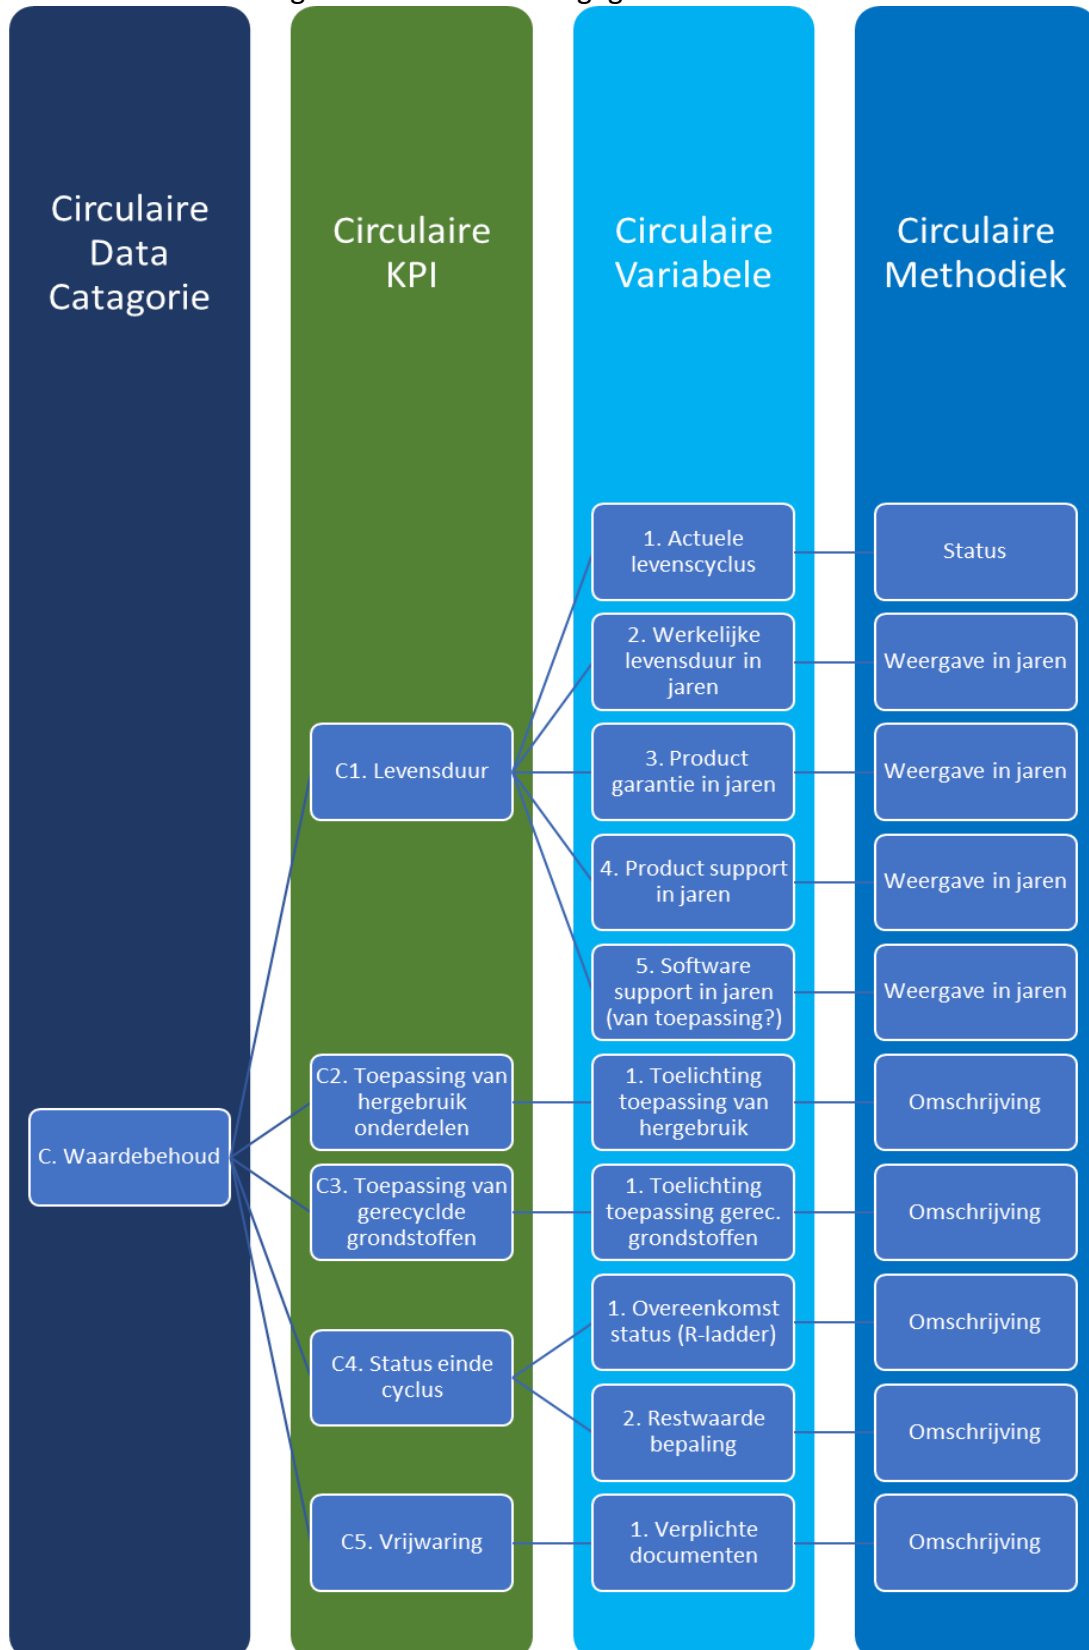 Circulaire
Data
Catagorie
Circulaire
KPI
Circulaire
Variabele
Circulaire
Methodiek
1. Actuele
levenscyclus
Status
2. Werkelijke
levensduur in
jaren
Weergave in jaren
C1. Levensduur
3. Product
garantie in jaren
Weergave in jaren
4. Product support
in jaren
Weergave in jaren
5. Software
support in jaren
(van toepassing?)
Weergave in jaren
C. Waardebehoud
C2. Toepassing van
hergebruik
onderdelen
1. Toelichting
toepassing van
hergebruik
Omschrijving
C3. Toepassing van
gerecyclde
grondstoffen
1. Toelichting
toepassing gerec.
grondstoffen
Omschrijving
C4. Status einde
cyclus
1. Overeenkomst
status (R-ladder)
Omschrijving
2. Restwaarde
bepaling
Omschrijving
C5. Vrijwaring
1. Verplichte
documenten
Omschrijving